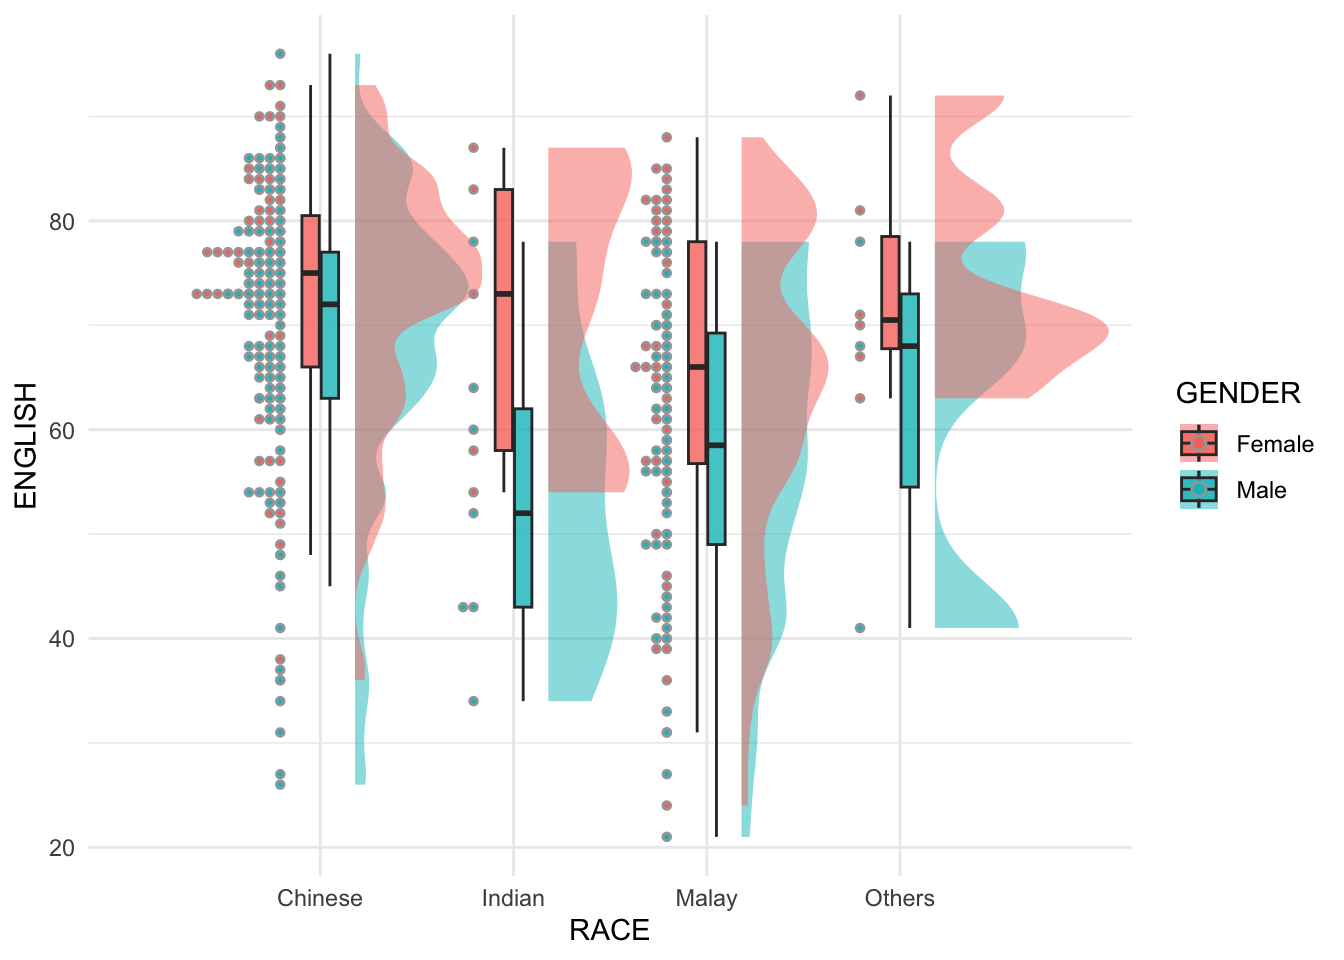 ENGLISH
80
60
40
20
Chinese
Indian
Malay
Others
RACE
GENDER
Female
Male